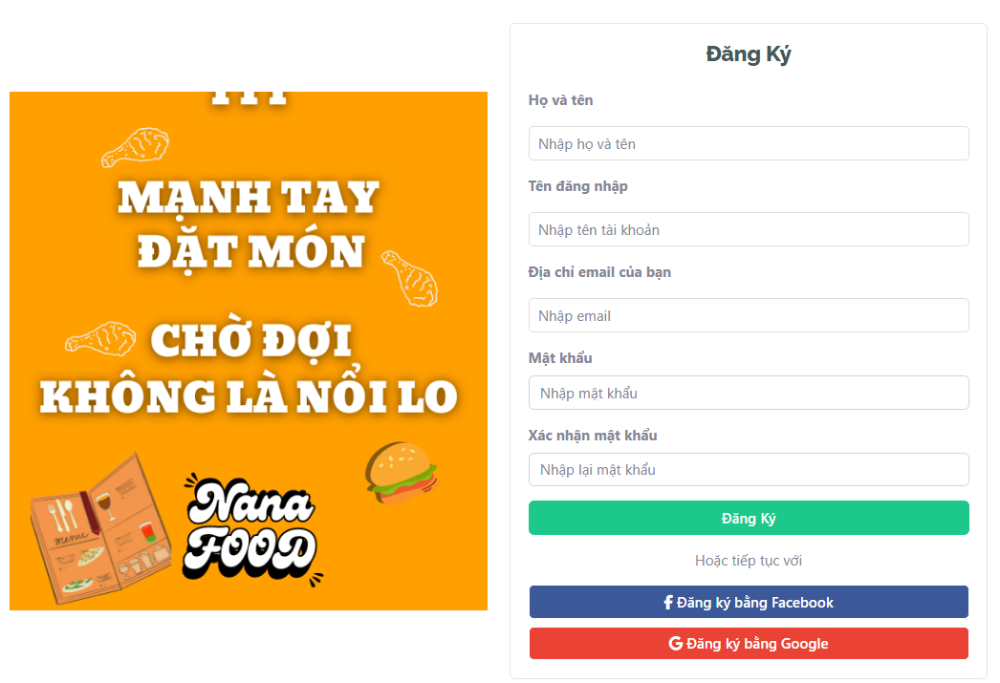 MẠNH TAY
ĐẶT MÓN
CHỜ ĐỢI
KHÔNG LÀ NỔI LO
menu
Nana
FOOD
Đăng Ký
Họ và tên
Nhập họ và tên
Tên đăng nhập
Nhập tên tài khoản
Địa chỉ email của bạn
Nhập email
Mật khẩu
Nhập mật khẩu
Xác nhận mật khẩu
Nhập lại mật khẩu
Đăng Ký
Hoặc tiếp tục với
Đăng ký bằng Facebook
Đăng ký bằng Google